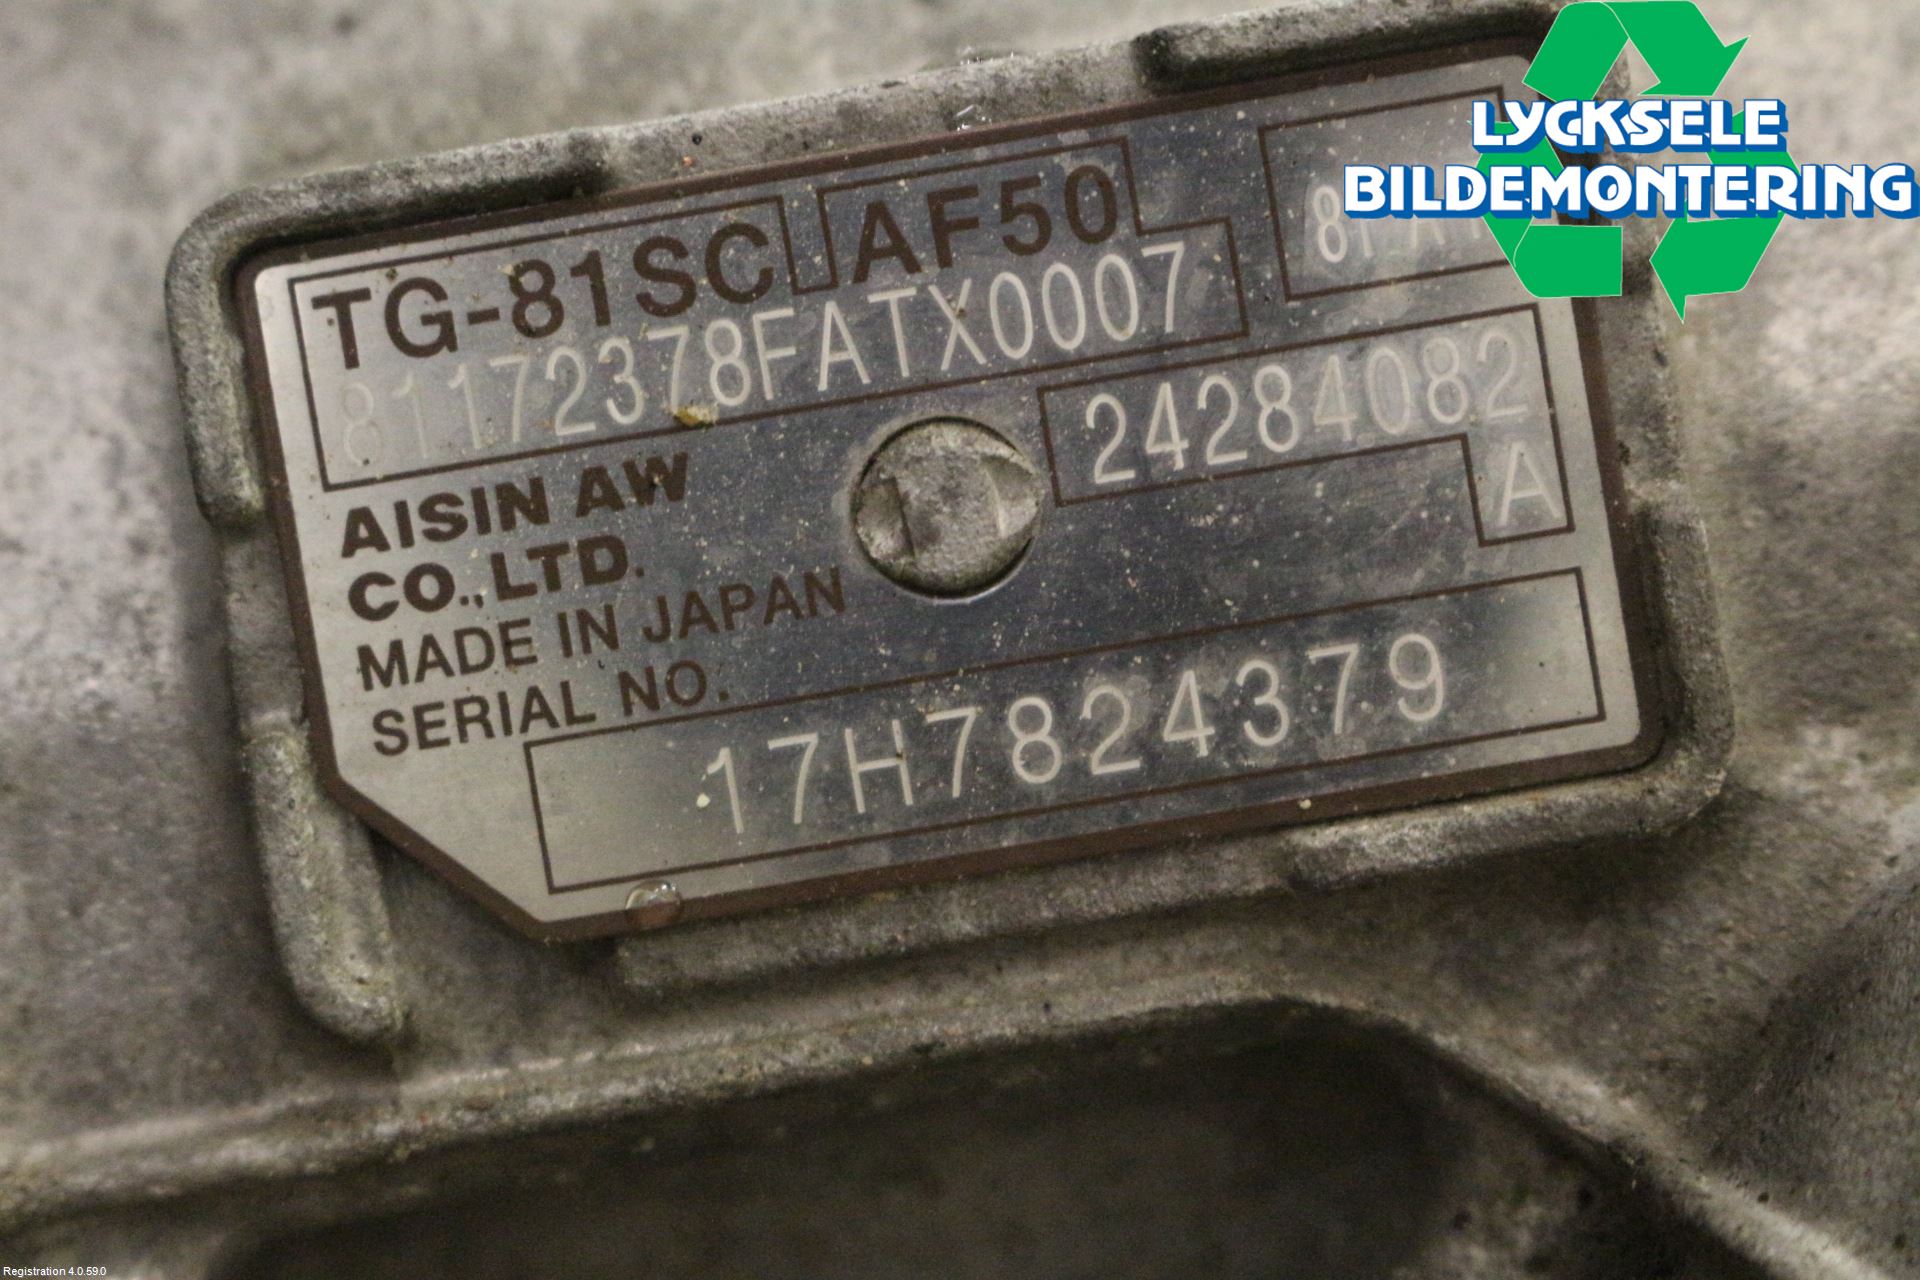 LYCKSELE
BILDEMONTERING
TG-81SC AF50
81172378FATX0007
24284082
A
AISIN AW
CO.,LTD.
MADE IN JAPAN
SERIAL NO.
17H7824379
Registration 4.0.59.0